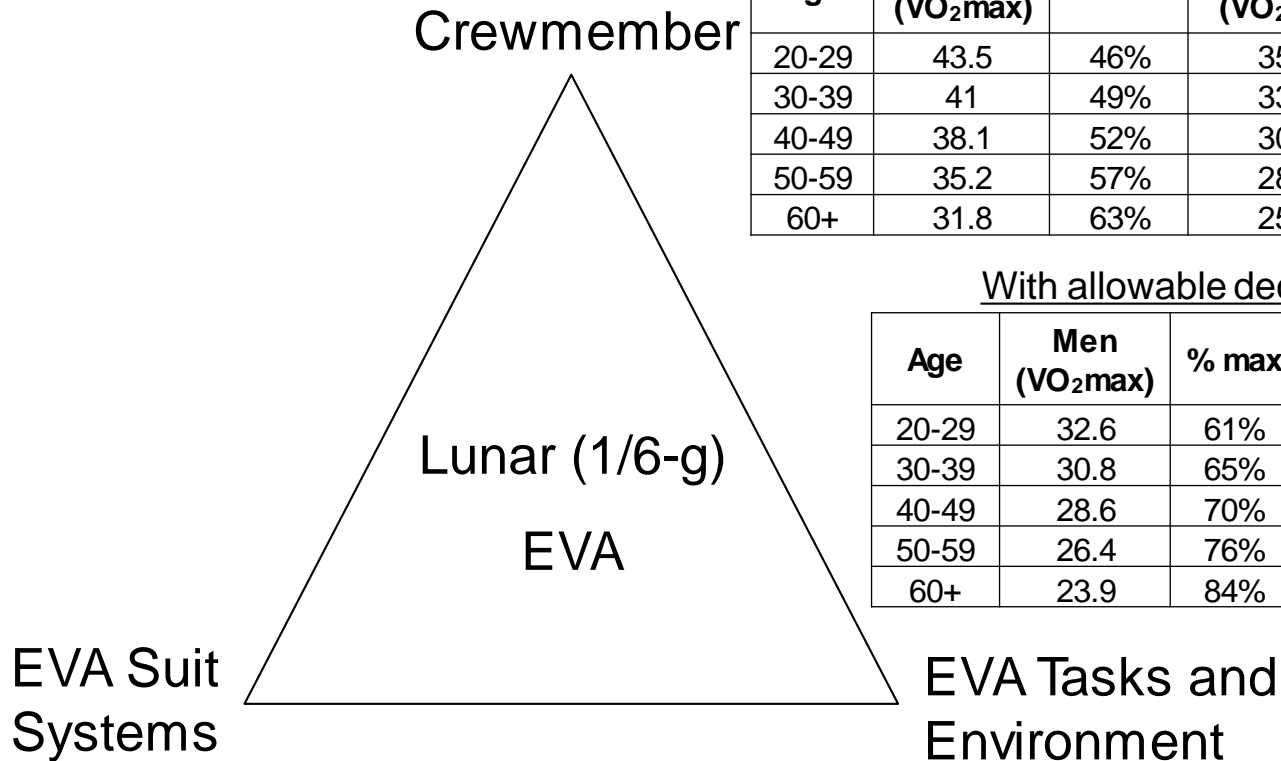 Crewmember
(VO₂max)
20-29 43.5 46%
30-39 41 49%
40-49 38.1 52%
50-59 35.2 57%
60+ 31.8 63%
With allowable
Age Men (VO₂max) % max
20-29 32.6 61%
30-39 30.8 65%
40-49 28.6 70%
50-59 26.4 76%
60+ 23.9 84%
Lunar (1/6-g)
EVA
EVA Suit
Systems
EVA Tasks and
Environment